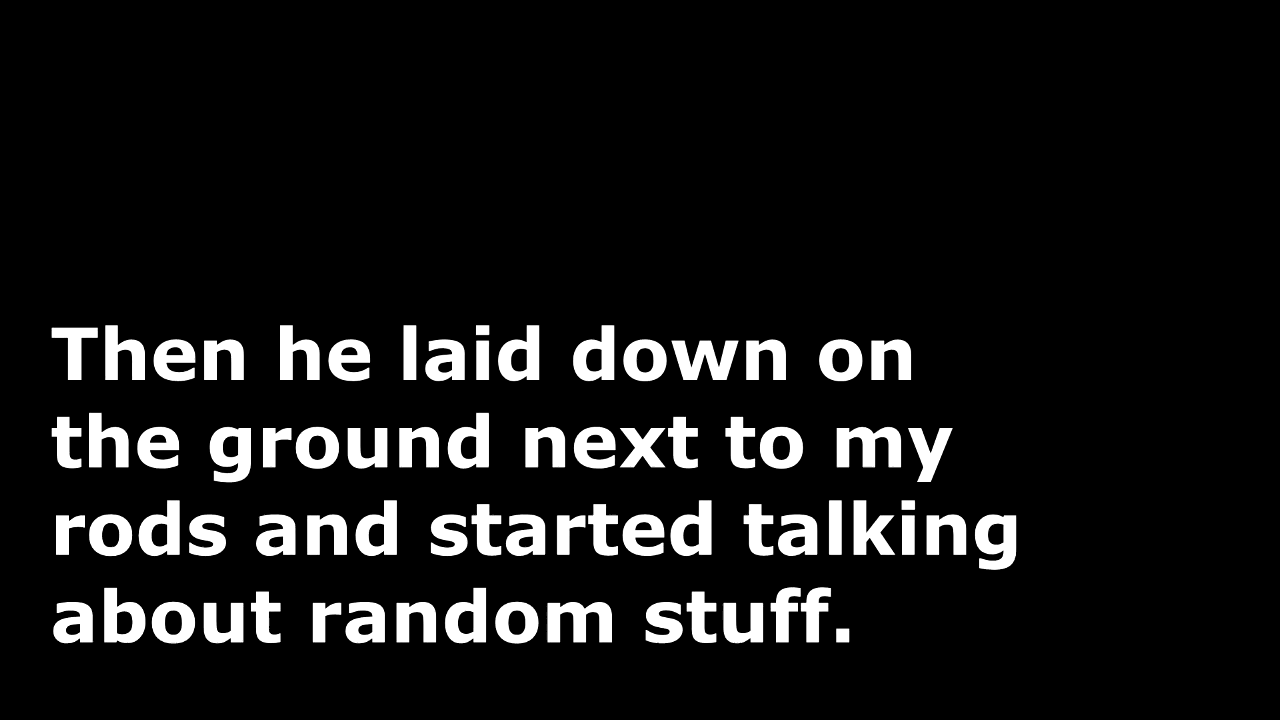 Then he laid down on
the ground next to my
rods and started talking
about random stuff.